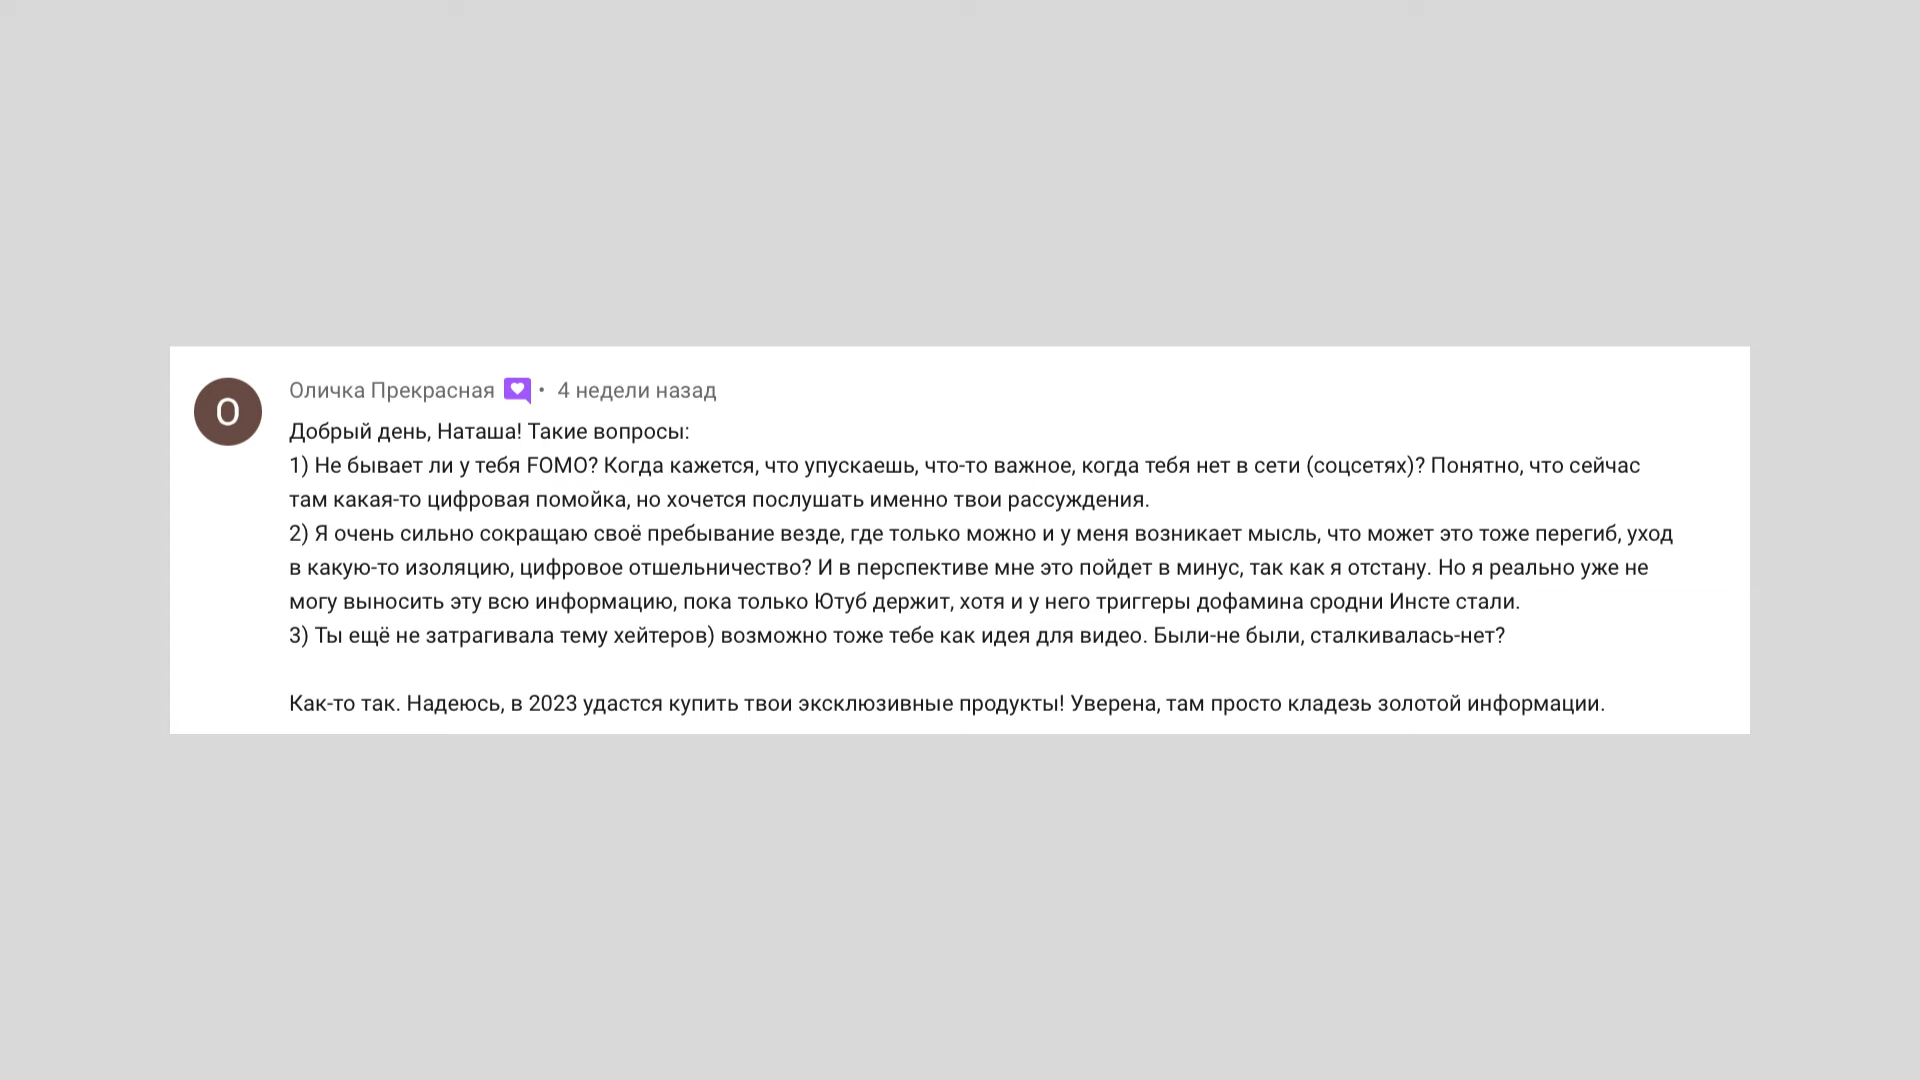 О
Оличка Прекрасная • 4 недели назад
Добрый день, Наташа! Такие вопросы:
1) Не бывает ли у тебя FOMO? Когда кажется, что упускаешь, что-то важное, когда тебя нет в сети (соцсетях)? Понятно, что сейчас
там какая-то цифровая помойка, но хочется послушать именно твои рассуждения.
2) Я очень сильно сокращаю своё пребывание везде, где только можно и у меня возникает мысль, что может это тоже перегиб, уход
в какую-то изоляцию, цифровое отшельничество? И в перспективе мне это пойдет в минус, так как я отстану. Но я реально уже не
могу выносить эту всю информацию, пока только Ютуб держит, хотя и у него триггеры дофамина сродни Инсте стали.
3) Ты ещё не затрагивала тему хейтеров) возможно тоже тебе как идея для видео. Были-не были, сталкивалась-нет?
Как-то так. Надеюсь, в 2023 удастся купить твои эксклюзивные продукты! Уверена, там просто кладезь золотой информации.